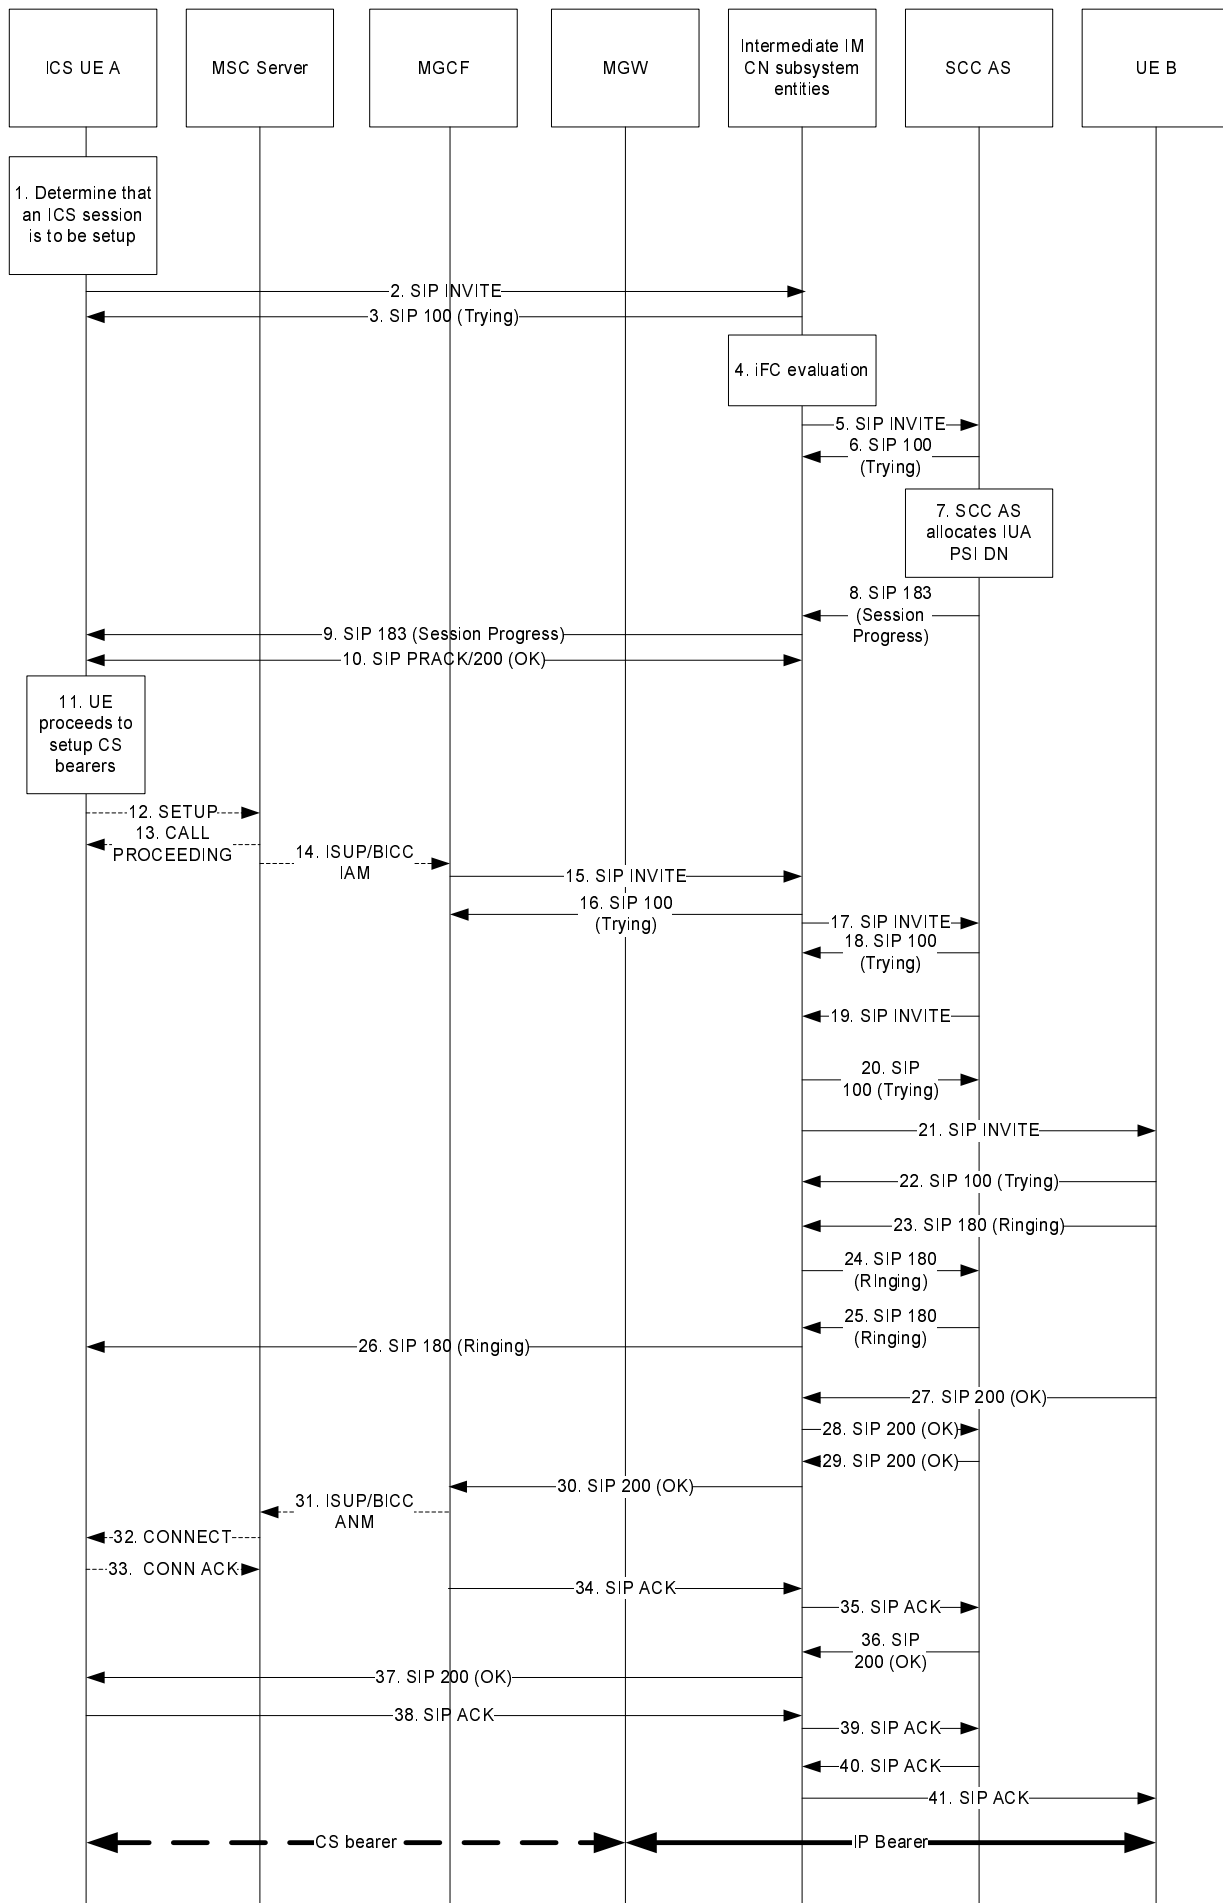 ICS UE A
MSC Server
MGCF
MGW
Intermediate IM
CN subsystem
entities
SCC AS
UE B
1. Determine that
an ICS session
is to be setup
2. SIP INVITE
3. SIP 100 (Trying)
4. iFC evaluation
5. SIP INVITE
6. SIP 100
(Trying)
7. SCC AS
allocates IUA
PSI DN
8. SIP 183
(Session
Progress)
9. SIP 183 (Session Progress)
10. SIP PRACK/200 (OK)
11. UE
proceeds to
setup CS
bearers
12. SETUP
13. CALL
PROCEEDING
14. ISUP/BICC
IAM
15. SIP INVITE
16. SIP 100
(Trying)
17. SIP INVITE
18. SIP 100
(Trying)
19. SIP INVITE
20. SIP
100 (Trying)
21. SIP INVITE
22. SIP 100 (Trying)
23. SIP 180 (Ringing)
24. SIP 180
(RInging)
25. SIP 180
(Ringing)
26. SIP 180 (Ringing)
27. SIP 200 (OK)
28. SIP 200 (OK)
29. SIP 200 (OK)
30. SIP 200 (OK)
31. ISUP/BICC
ANM
32. CONNECT
33. CONN ACK
34. SIP ACK
35. SIP ACK
36. SIP
200 (OK)
37. SIP 200 (OK)
38. SIP ACK
39. SIP ACK
40. SIP ACK
41. SIP ACK
CS bearer
IP Bearer